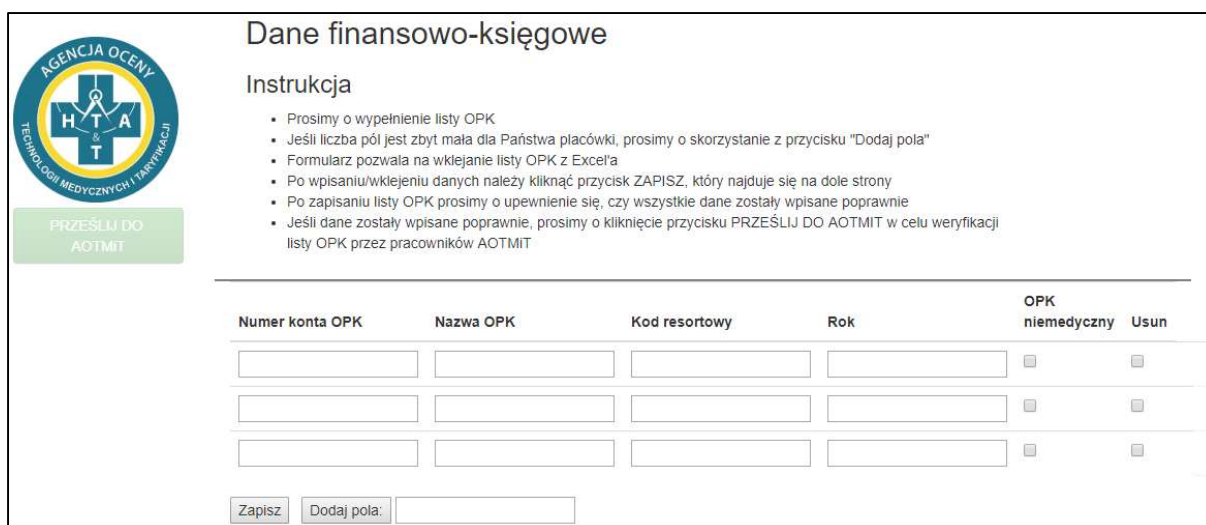 AGENCJA OCENY
TECHNOLOGII MEDYCZNYCH I TARYFIKACJI
H T A
&
T
PRZEŚLIJ DO
AOTMiT
Dane finansowo-księgowe
Instrukcja
• Prosimy o wypełnienie listy OPK
• Jeśli liczba pól jest zbyt mała dla Państwa placówki, prosimy o skorzystanie z przycisku "Dodaj pola"
• Formularz pozwala na wklejanie listy OPK z Excel'a
• Po wpisaniu/wklejeniu danych należy kliknąć przycisk ZAPISZ, który najduje się na dole strony
• Po zapisaniu listy OPK prosimy o upewnienie się, czy wszystkie dane zostały wpisane poprawnie
• Jeśli dane zostały wpisane poprawnie, prosimy o kliknięcie przycisku PRZEŚLIJ DO AOTMIT w celu weryfikacji
listy OPK przez pracowników AOTMiT
Numer konta OPK Nazwa OPK Kod resortowy Rok OPK niemedyczny Usun
Zapisz Dodaj pola: